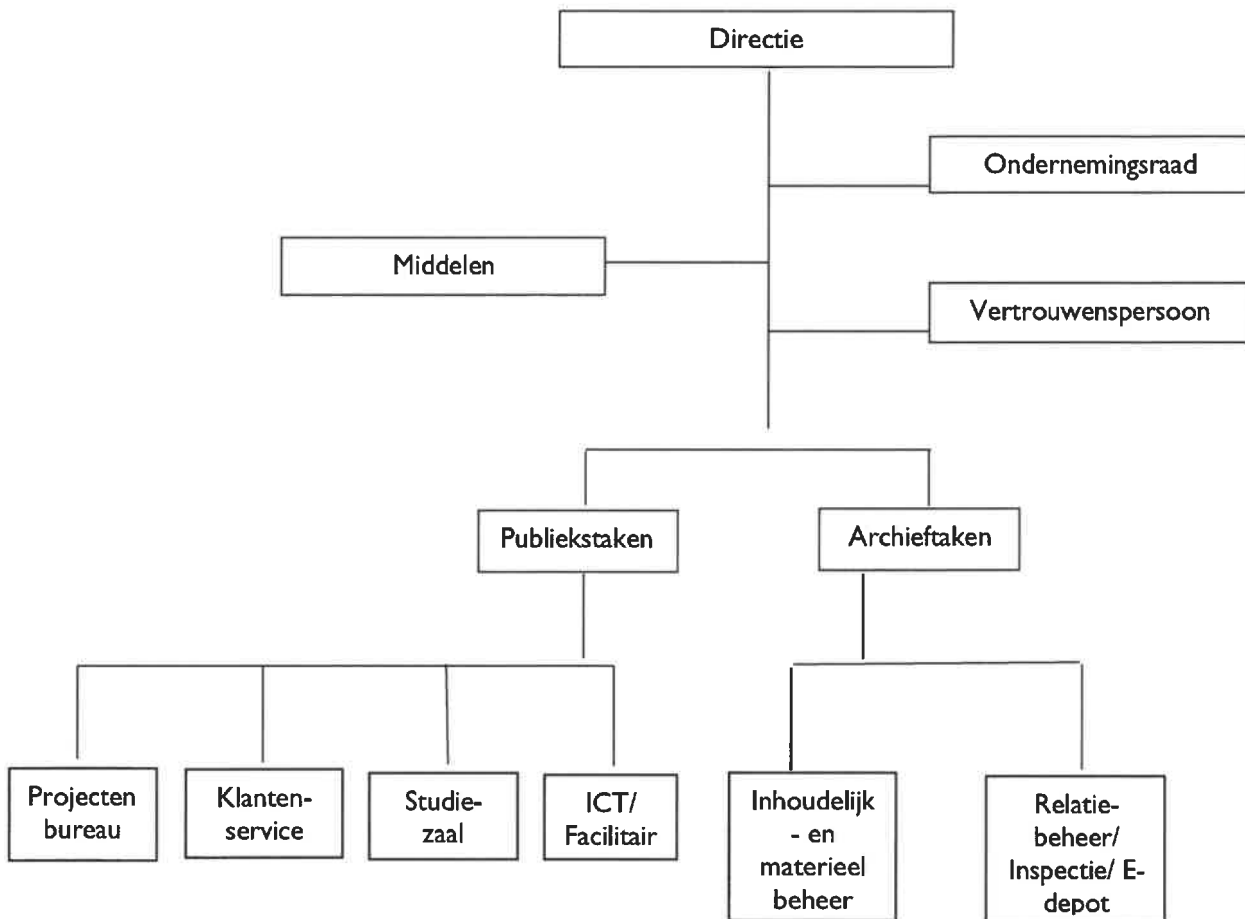 Directie
Ondernemingsraad
Middelen
Vertrouwenspersoon
Publiekstaken
Archieftaken
Projecten
bureau
Klanten-
service
Studie-
zaal
ICT/
Facilitair
Inhoudelijk
- en
materieel
beheer
Relatie-
beheer/
Inspectie/ E-
depot